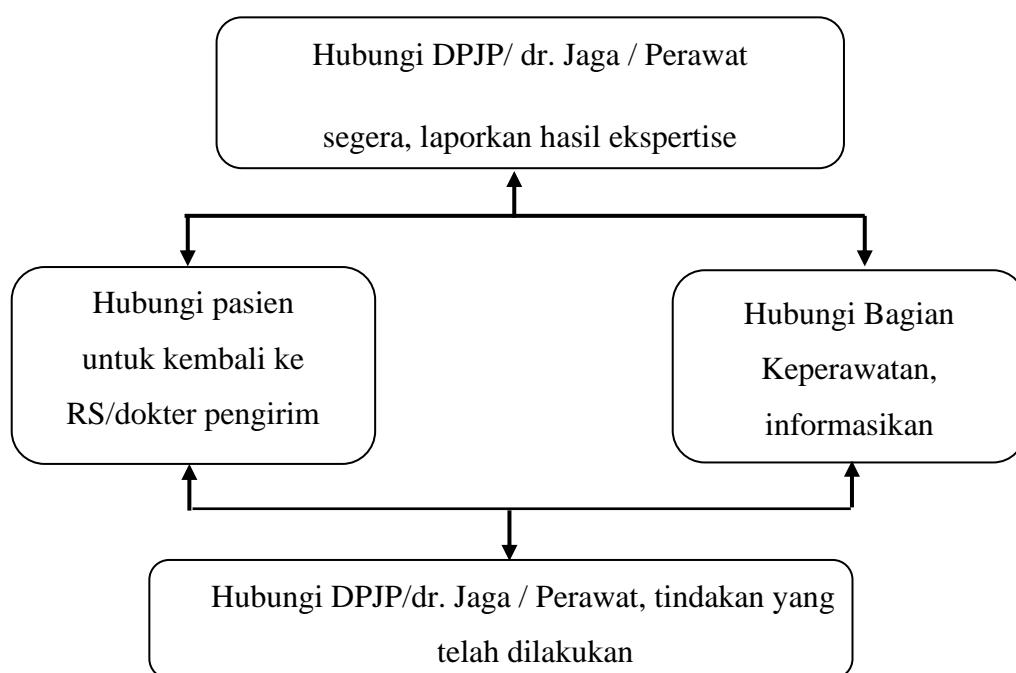 Hubungi DPJP/ dr. Jaga / Perawat
segera, laporkan hasil ekspertise
Hubungi pasien
untuk kembali ke
RS/dokter pengirim
Hubungi Bagian
Keperawatan,
informasikan
Hubungi DPJP/dr. Jaga / Perawat, tindakan yang
telah dilakukan